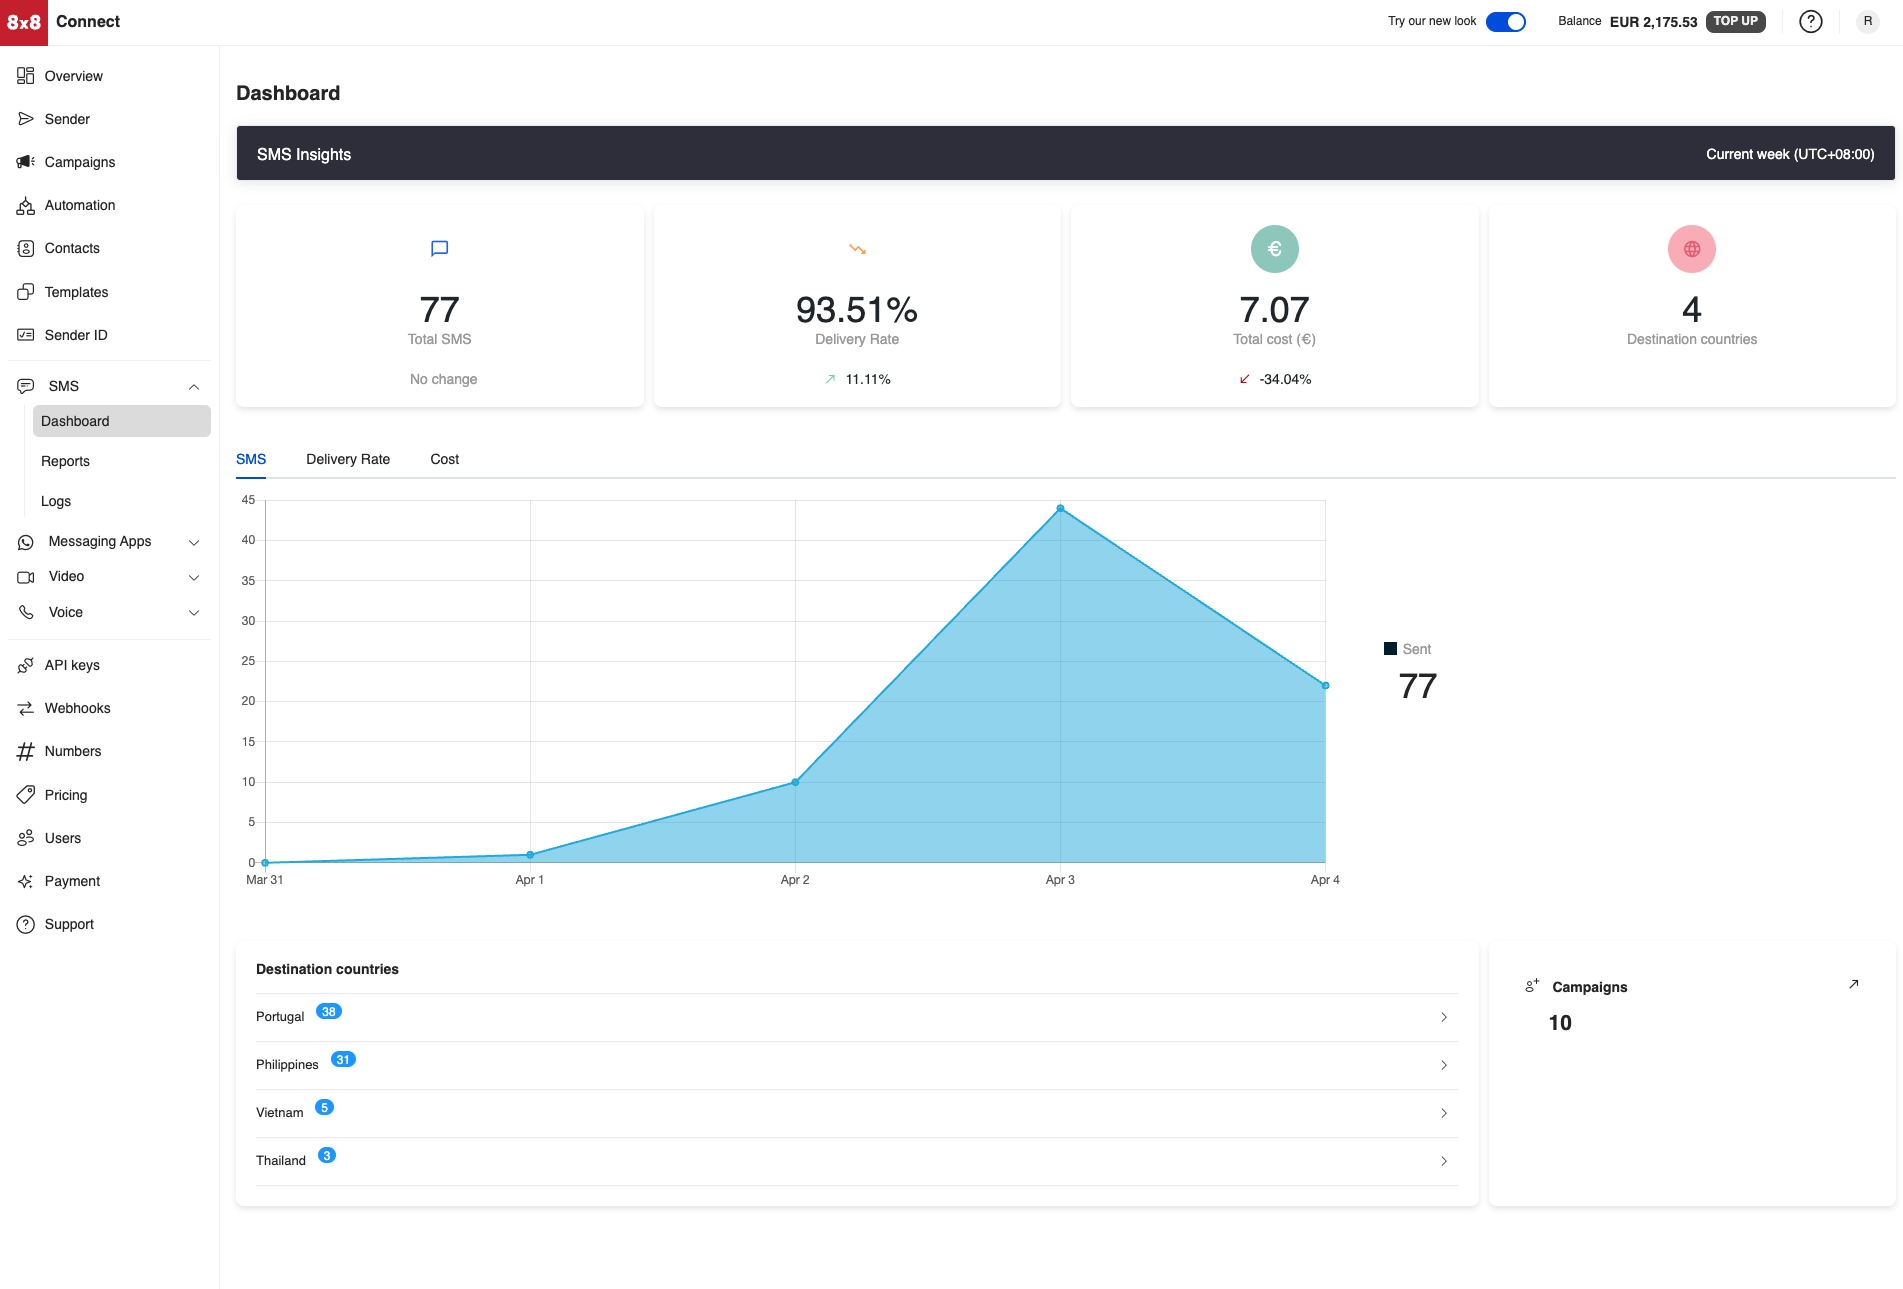 8x8 Connect
Try our new look
Balance EUR 2,175.53 TOP UP
R
Overview
Sender
Campaigns
Automation
Contacts
Templates
Sender ID
SMS
Dashboard
Reports
Logs
Messaging Apps
Video
Voice
API keys
Webhooks
Numbers
Pricing
Users
Payment
Support
Dashboard
SMS Insights
Current week (UTC+08:00)
77
Total SMS
No change
93.51%
Delivery Rate
11.11%
€
7.07
Total cost (€)
-34.04%
4
Destination countries
SMS Delivery Rate Cost
45
40
35
30
25
20
15
10
5
0
Mar 31 Apr 1 Apr 2 Apr 3 Apr 4
Sent
77
Destination countries
Portugal 38
Philippines 31
Vietnam 5
Thailand 3
Campaigns
10